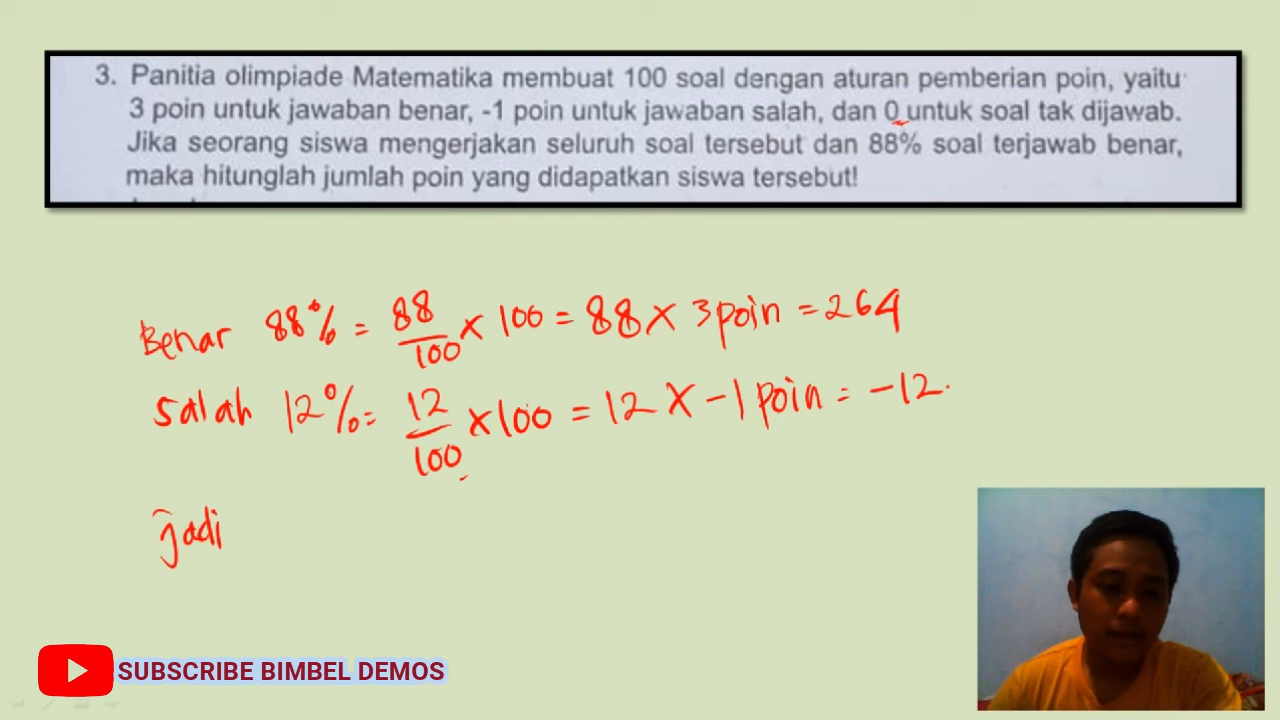 3. Panitia olimpiade Matematika membuat 100 soal dengan aturan pemberian poin, yaitu
3 poin untuk jawaban benar, -1 poin untuk jawaban salah, dan 0 untuk soal tak dijawab.
Jika seorang siswa mengerjakan seluruh soal tersebut dan 88% soal terjawab benar,
maka hitunglah jumlah poin yang didapatkan siswa tersebut!
Benar 88% = 88/100 × 100 = 88 × 3 poin = 264
Salah 12% = 12/100 × 100 = 12 × -1 poin = -12.
Jadi
SUBSCRIBE BIMBEL DEMOS